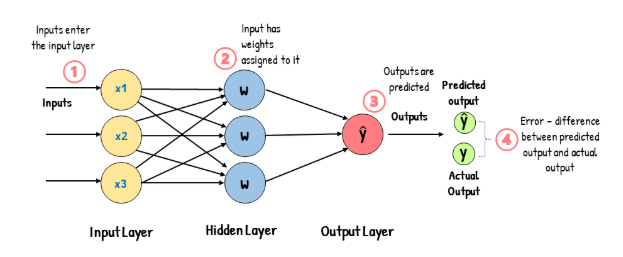 Inputs enter
the input layer
1
Inputs
x1
x2
x3
Input Layer
Input has
weights
assigned to it
2
w
w
w
Hidden Layer
Outputs are
predicted
3
Outputs
ŷ
Output Layer
Predicted
output
ŷ
y
Actual
Output
4
Error - difference
between predicted
output and actual
output